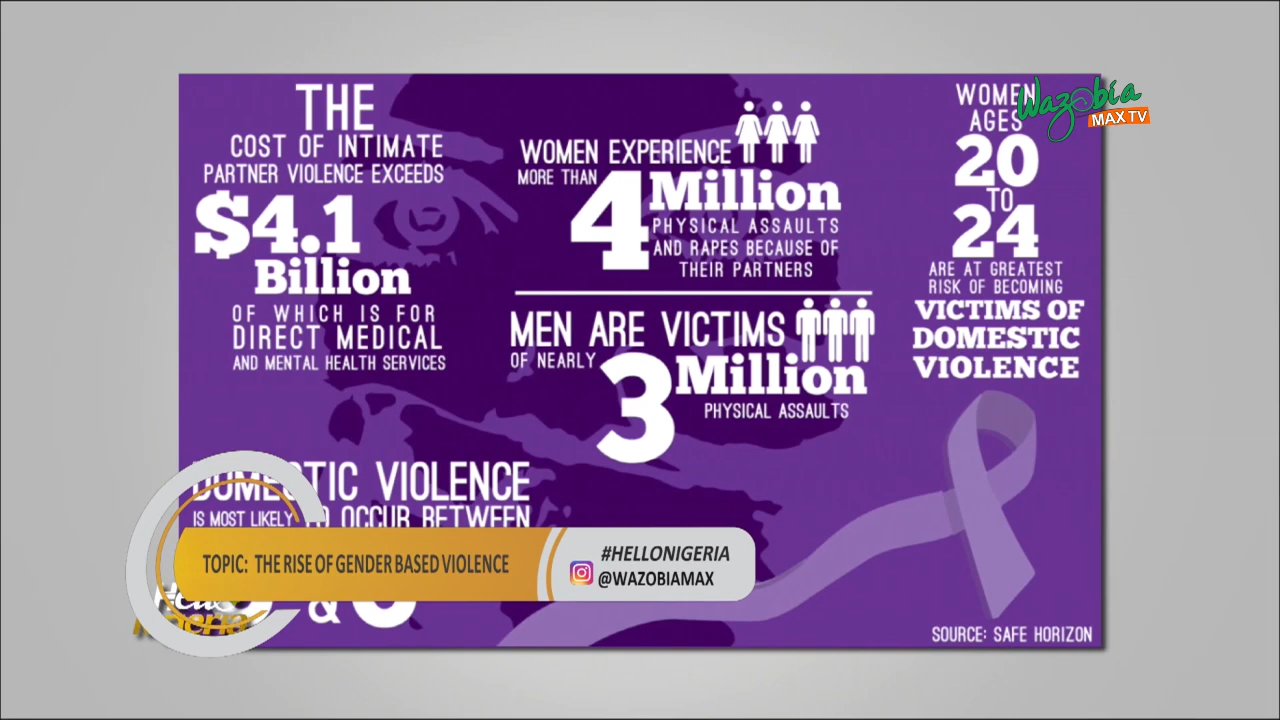 THE
COST OF INTIMATE
PARTNER VIOLENCE EXCEEDS
$4.1
Billion
OF WHICH IS FOR
DIRECT MEDICAL
AND MENTAL HEALTH SERVICES
WOMEN EXPERIENCE
MORE THAN
4 Million
PHYSICAL ASSAULTS
AND RAPES BECAUSE OF
THEIR PARTNERS
MEN ARE VICTIMS
OF NEARLY
3 Million
PHYSICAL ASSAULTS
WOMEN
AGES
20
TO
24
ARE AT GREATEST
RISK OF BECOMING
VICTIMS OF
DOMESTIC
VIOLENCE
Wazobia
MAX TV
DOMESTIC VIOLENCE
IS MOST LIKELY TO OCCUR BETWEEN
&
TOPIC: THE RISE OF GENDER BASED VIOLENCE
#HELLONIGERIA
@WAZOBIAMAX
SOURCE: SAFE HORIZON